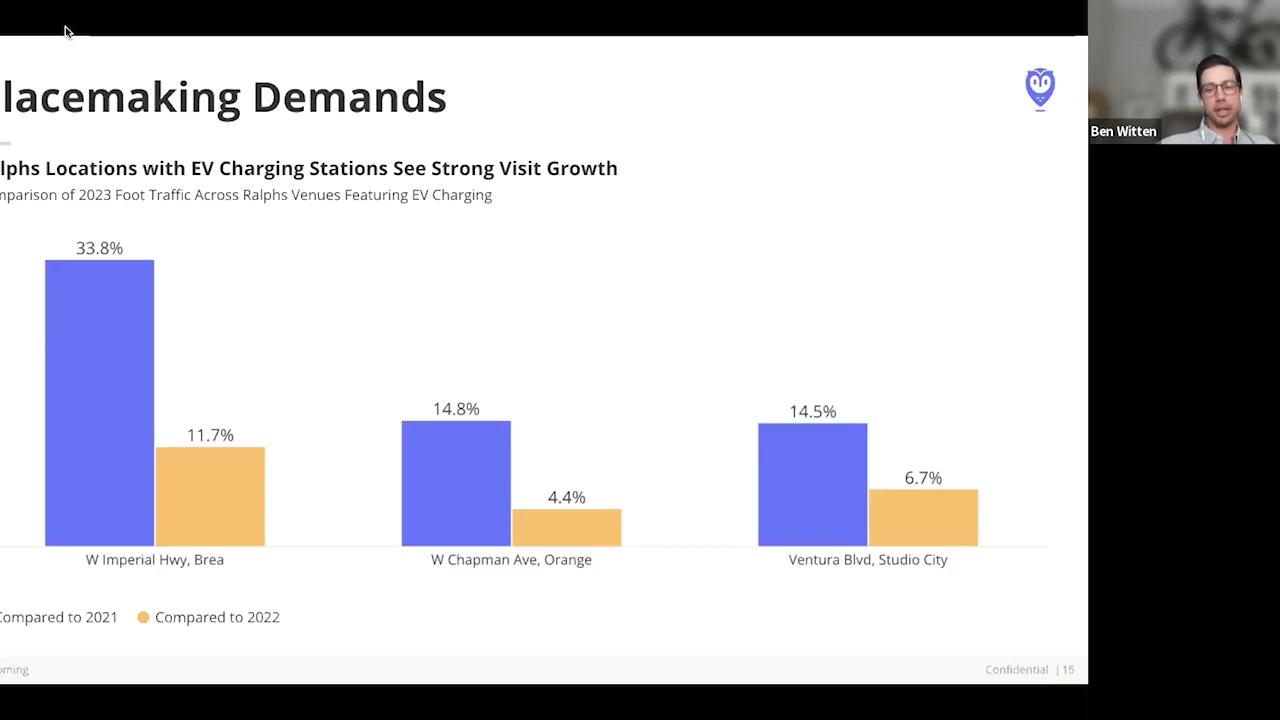 lacemaking Demands
lphs Locations with EV Charging Stations See Strong Visit Growth
mparison of 2023 Foot Traffic Across Ralphs Venues Featuring EV Charging
33.8%
11.7%
14.8%
4.4%
14.5%
6.7%
W Imperial Hwy, Brea
W Chapman Ave, Orange
Ventura Blvd, Studio City
Compared to 2021
Compared to 2022
oming
Confidential | 15
Ben Witten